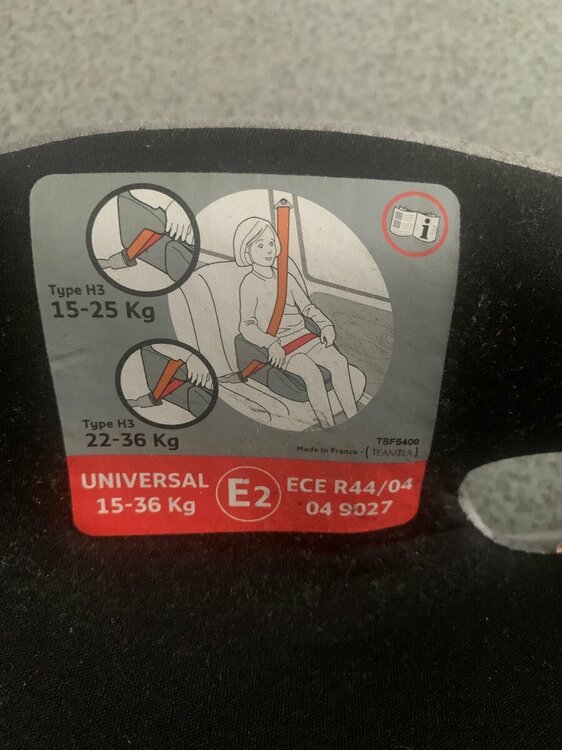 Type H3
15-25 Kg
i
Type H3
22-36 Kg
TSF5400
Made in France - { TEAMTEX }
UNIVERSAL
15-36 Kg
E2
ECE R44/04
04 9027